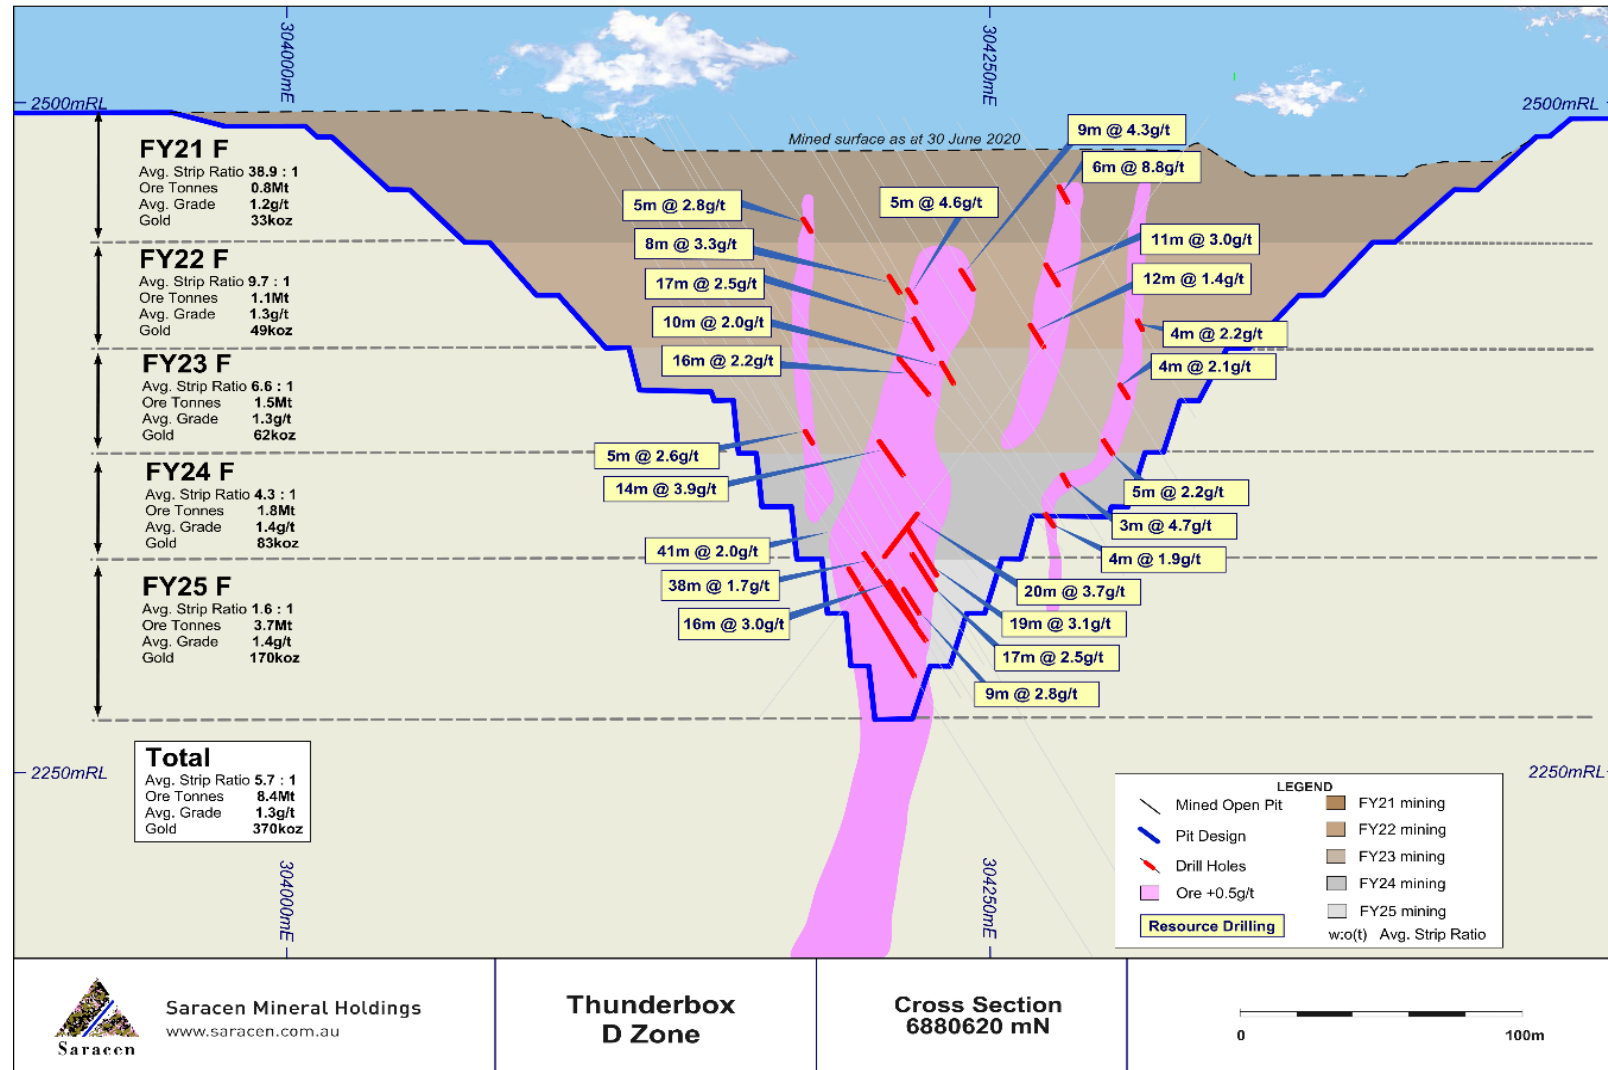 304000mE
304250mE
2500mRL
2500mRL
Mined surface as at 30 June 2020
FY21 F
Avg. Strip Ratio 38.9 : 1
Ore Tonnes 0.8Mt
Avg. Grade 1.2g/t
Gold 33koz
FY22 F
Avg. Strip Ratio 9.7 : 1
Ore Tonnes 1.1Mt
Avg. Grade 1.3g/t
Gold 49koz
FY23 F
Avg. Strip Ratio 6.6 : 1
Ore Tonnes 1.5Mt
Avg. Grade 1.3g/t
Gold 62koz
FY24 F
Avg. Strip Ratio 4.3 : 1
Ore Tonnes 1.8Mt
Avg. Grade 1.4g/t
Gold 83koz
FY25 F
Avg. Strip Ratio 1.6 : 1
Ore Tonnes 3.7Mt
Avg. Grade 1.4g/t
Gold 170koz
Total
Avg. Strip Ratio 5.7 : 1
Ore Tonnes 8.4Mt
Avg. Grade 1.3g/t
Gold 370koz
5m @ 2.8g/t
8m @ 3.3g/t
17m @ 2.5g/t
10m @ 2.0g/t
16m @ 2.2g/t
5m @ 2.6g/t
14m @ 3.9g/t
41m @ 2.0g/t
38m @ 1.7g/t
16m @ 3.0g/t
5m @ 4.6g/t
9m @ 4.3g/t
6m @ 8.8g/t
11m @ 3.0g/t
12m @ 1.4g/t
4m @ 2.2g/t
4m @ 2.1g/t
5m @ 2.2g/t
3m @ 4.7g/t
4m @ 1.9g/t
20m @ 3.7g/t
19m @ 3.1g/t
17m @ 2.5g/t
9m @ 2.8g/t
2250mRL
2250mRL
304000mE
304250mE
LEGEND
Mined Open Pit
Pit Design
Drill Holes
Ore +0.5g/t
Resource Drilling
FY21 mining
FY22 mining
FY23 mining
FY24 mining
FY25 mining
w:o(t) Avg. Strip Ratio
Saracen
Saracen Mineral Holdings
www.saracen.com.au
Thunderbox
D Zone
Cross Section
6880620 mN
0 100m